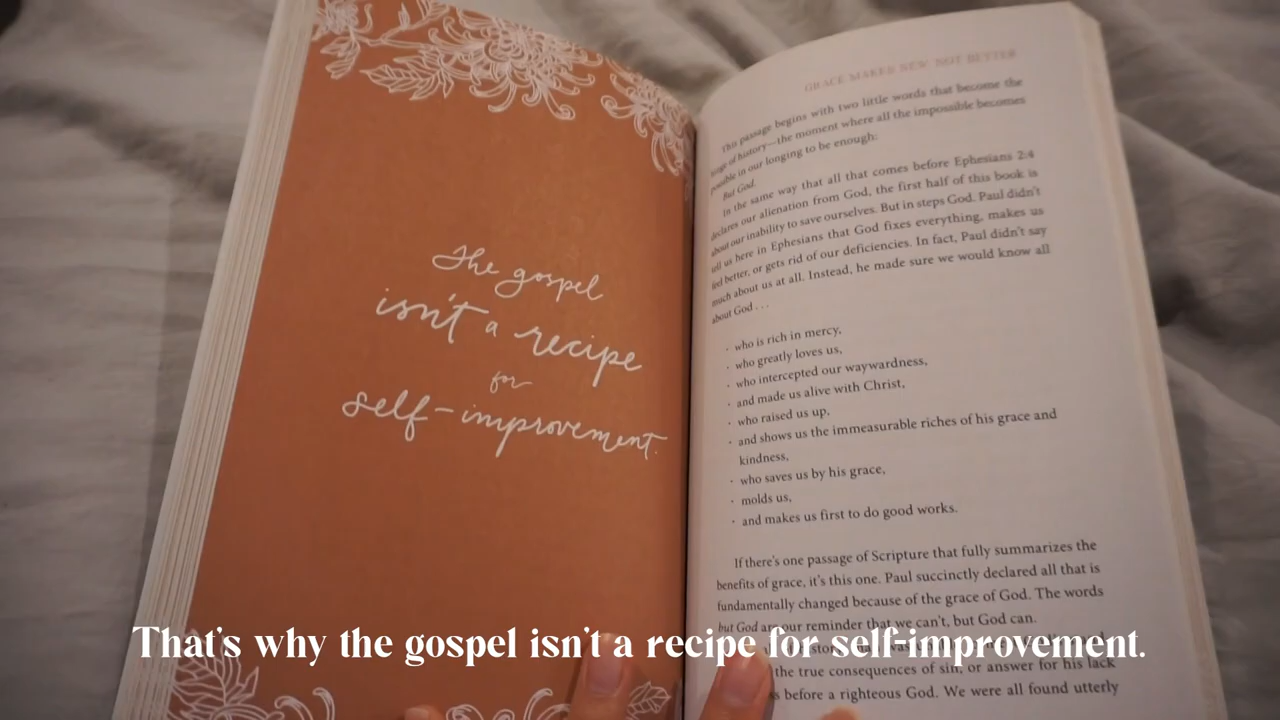 The gospel
isn't a recipe
for
self-improvement.
GRACE MAKES NEW, NOT BETTER
This passage begins with two little words that become the
of history—the moment where all the impossible becomes
possible in our longing to be enough:
But God.
In the same way that all that comes before Ephesians 2:4
declares our alienation from God, the first half of this book is
about our inability to save ourselves. But in steps God. Paul didn't
tell us here in Ephesians that God fixes everything, makes us
feel better, or gets rid of our deficiencies. In fact, Paul didn't say
much about us at all. Instead, he made sure we would know all
about God . . .
· who is rich in mercy,
· who greatly loves us,
· who intercepted our waywardness,
· and made us alive with Christ,
· who raised us up,
· and shows us the immeasurable riches of his grace and
kindness,
· who saves us by his grace,
· molds us,
· and makes us first to do good works.
If there's one passage of Scripture that fully summarizes the
benefits of grace, it's this one. Paul succinctly declared all that is
fundamentally changed because of the grace of God. The words
but God are our reminder that we can't, but God can.
the true consequences of sin, or answer for his lack
before a righteous God. We were all found utterly
That's why the gospel isn't a recipe for self-improvement.